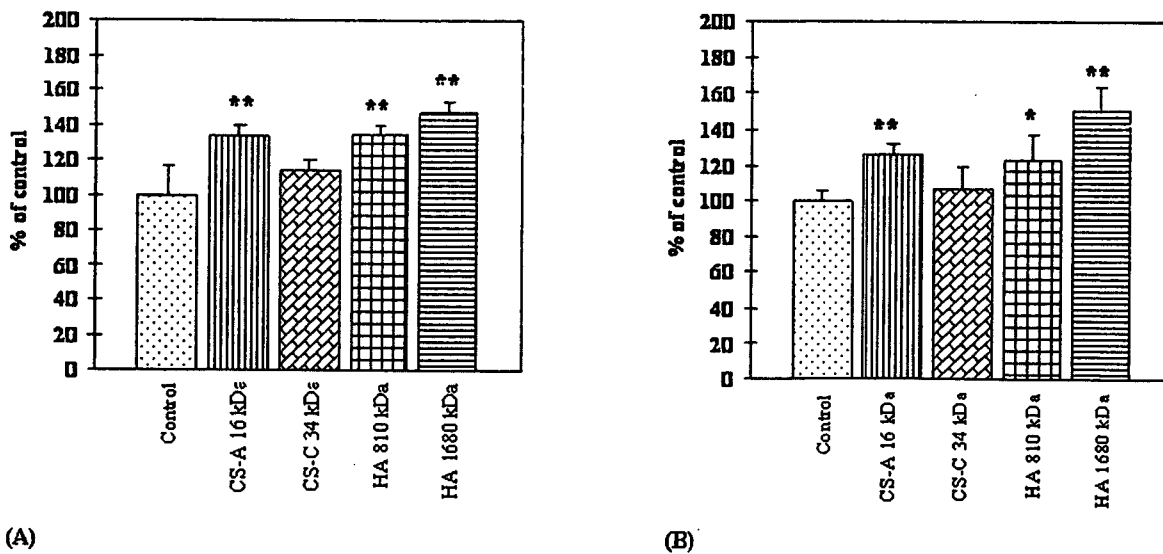 200
180
160
140
120
100
80
60
40
20
0
% of control
**
**
**
Control
CS-A 16 kDa
CS-C 34 kDa
HA 810 kDa
HA 1680 kDa
(A)
200
180
160
140
120
100
80
60
40
20
0
% of control
**
*
**
Control
CS-A 16 kDa
CS-C 34 kDa
HA 810 kDa
HA 1680 kDa
(B)